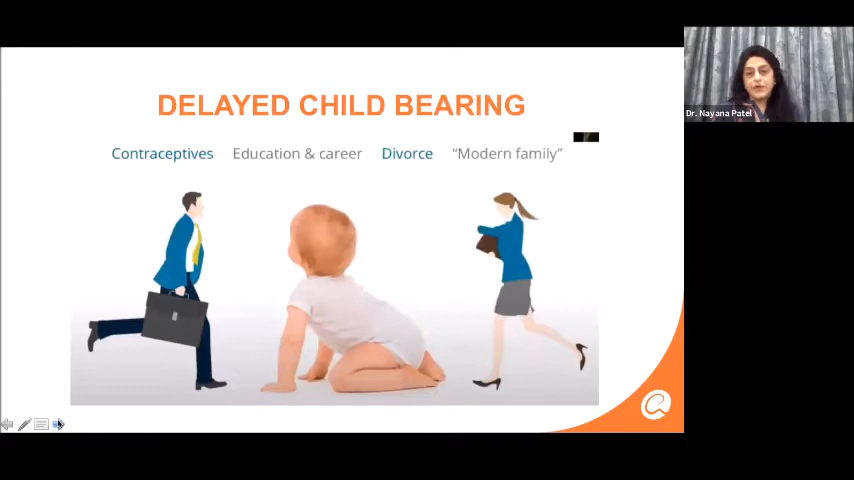 DELAYED CHILD BEARING
Contraceptives Education & career Divorce “Modern family”
Dr. Nayana Patel